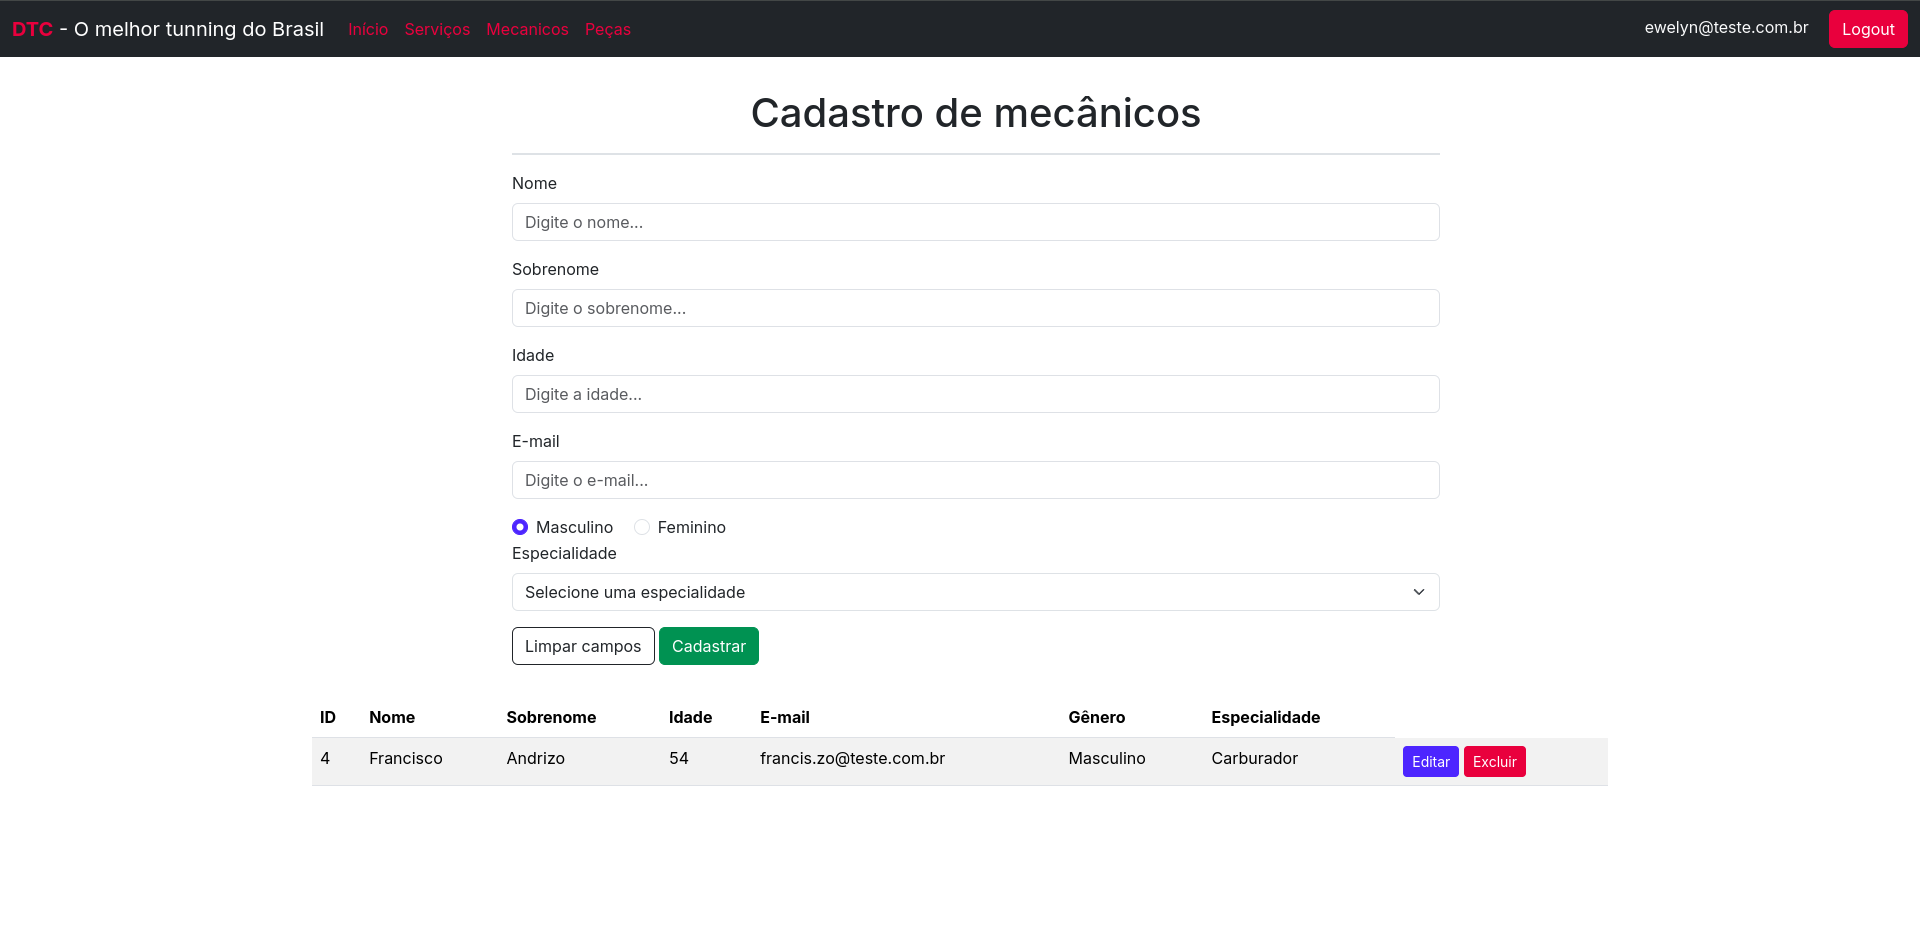 DTC - O melhor tunning do Brasil Início Serviços Mecanicos Peças ewelyn@teste.com.br Logout
Cadastro de mecânicos
Nome
Digite o nome...
Sobrenome
Digite o sobrenome...
Idade
Digite a idade...
E-mail
Digite o e-mail...
Masculino Feminino
Especialidade
Selecione uma especialidade
Limpar campos Cadastrar
ID Nome Sobrenome Idade E-mail Gênero Especialidade
4 Francisco Andrizo 54 francis.zo@teste.com.br Masculino Carburador Editar Excluir